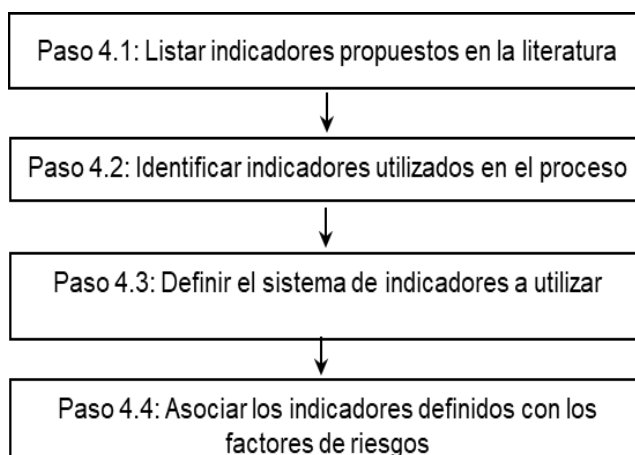 Paso 4.1: Listar indicadores propuestos en la literatura
Paso 4.2: Identificar indicadores utilizados en el proceso
Paso 4.3: Definir el sistema de indicadores a utilizar
Paso 4.4: Asociar los indicadores definidos con los
factores de riesgos